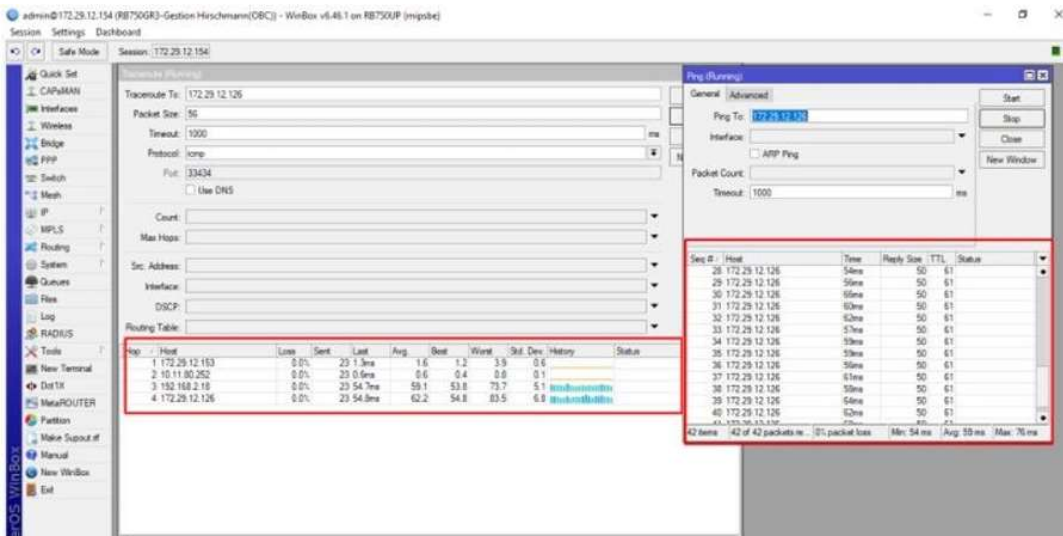 admin@172.29.12.154 (RB750GR3-Gestion Hirschmann(OBC)) - WinBox v6.46.1 on RB750UP (mipsbe)
Session Settings Dashboard
Safe Mode Session: 172.29.12.154
Quick Set
CAPsMAN
Interfaces
Wireless
Bridge
PPP
Switch
Mesh
IP
MPLS
Routing
System
Queues
Files
Log
RADIUS
Tools
New Terminal
Dot1X
MetaROUTER
Partition
Make Supout.rif
Manual
New WinBox
Exit
WinBox
Traceroute (Running)
Traceroute To: 172.29.12.126
Packet Size: 56
Timeout: 1000 ms
Protocol: icmp
Port: 33434
Use DNS
Count:
Max Hops:
Src. Address:
Interface:
DSCP:
Routing Table:
Hop Host Loss Sent Last Avg. Best Worst Std. Dev. History Status
1 172.29.12.153 0.0% 23 1.3ms 1.6 1.2 3.9 0.6
2 10.11.80.252 0.0% 23 0.6ms 0.6 0.4 0.8 0.1
3 192.168.2.18 0.0% 23 54.7ms 59.1 53.8 73.7 5.1
4 172.29.12.126 0.0% 23 54.8ms 62.2 54.8 83.5 6.8
Ping (Running)
General Advanced
Ping To: 172.29.12.126
Interface:
ARP Ping
Packet Count:
Timeout: 1000 ms
Start
Stop
Close
New Window
Seq # Host Time Reply Size TTL Status
28 172.29.12.126 54ms 50 61
29 172.29.12.126 56ms 50 61
30 172.29.12.126 66ms 50 61
31 172.29.12.126 60ms 50 61
32 172.29.12.126 62ms 50 61
33 172.29.12.126 57ms 50 61
34 172.29.12.126 59ms 50 61
35 172.29.12.126 59ms 50 61
36 172.29.12.126 56ms 50 61
37 172.29.12.126 61ms 50 61
38 172.29.12.126 58ms 50 61
39 172.29.12.126 64ms 50 61
40 172.29.12.126 62ms 50 61
42 items 42 of 42 packets re... 0% packet loss Min: 54 ms Avg: 59 ms Max: 76 ms